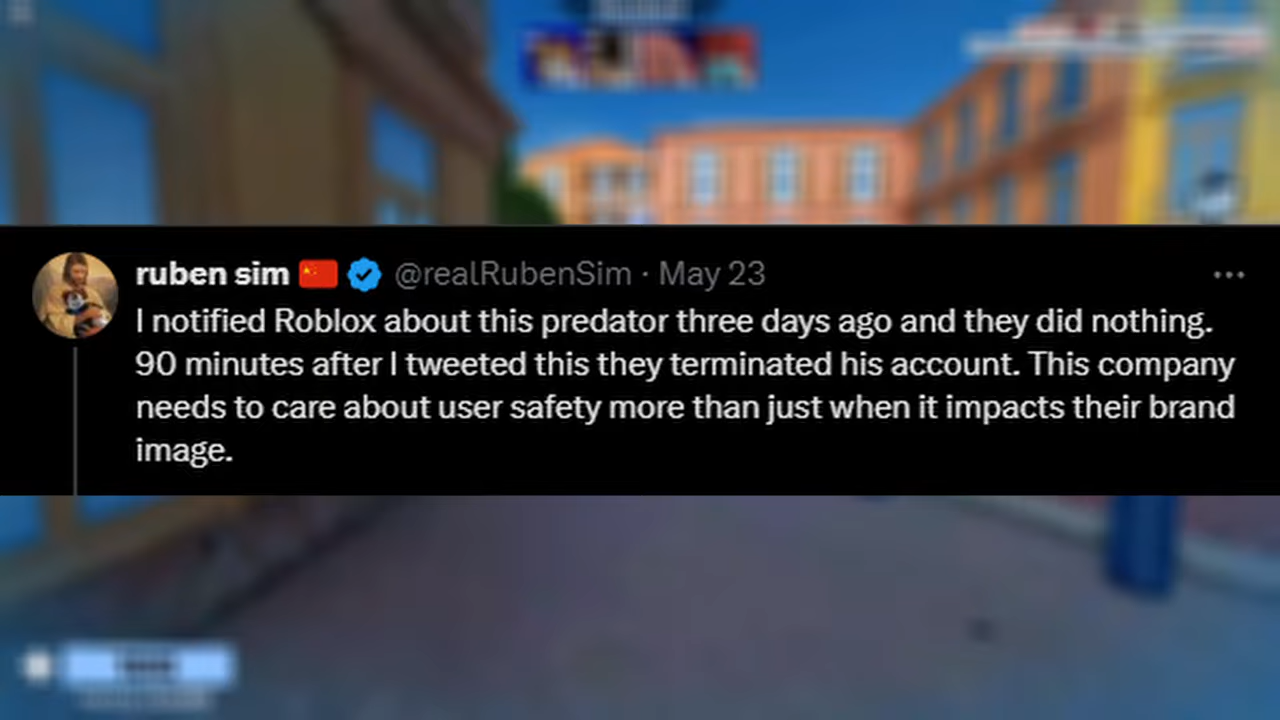 ruben sim 🇨🇳 @realRubenSim · May 23
I notified Roblox about this predator three days ago and they did nothing.
90 minutes after I tweeted this they terminated his account. This company
needs to care about user safety more than just when it impacts their brand
image.